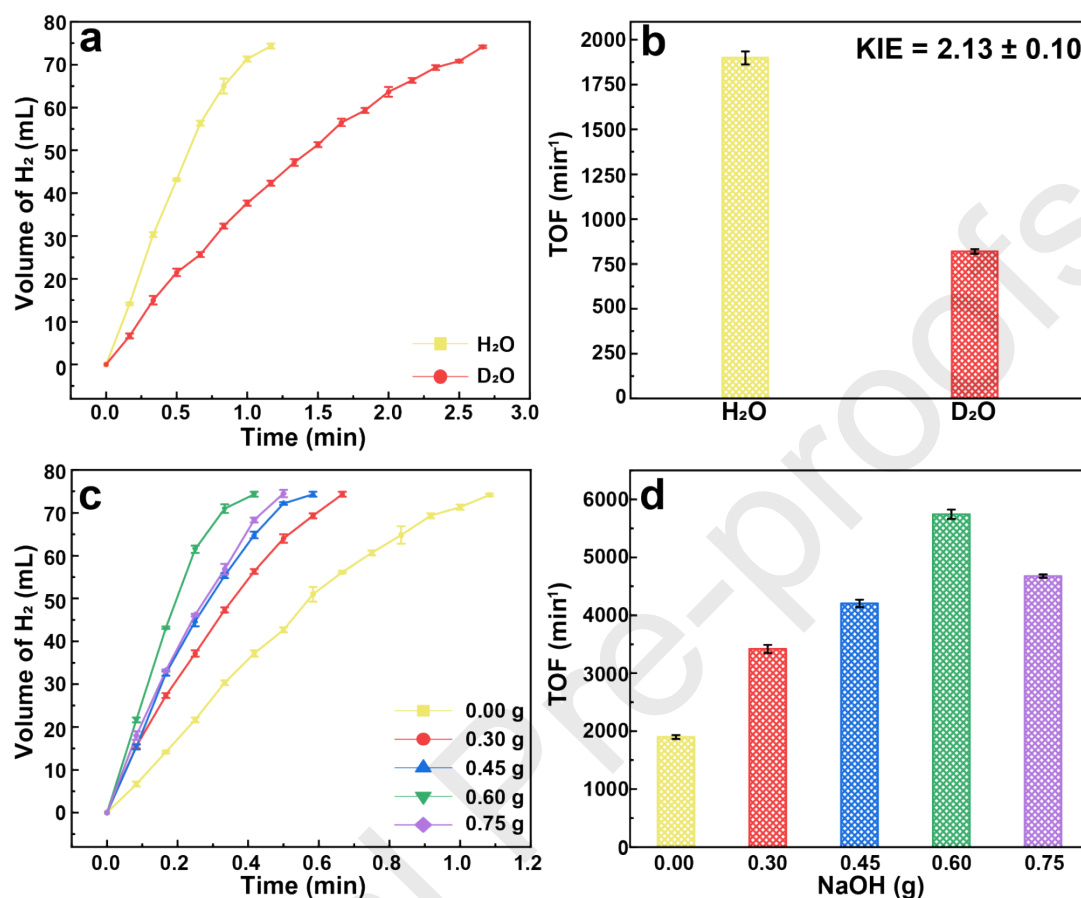 a
Volume of H₂ (mL)
80
70
60
50
40
30
20
10
0
0.0 0.5 1.0 1.5 2.0 2.5 3.0
Time (min)
H₂O
D₂O
b
KIE = 2.13 ± 0.10
TOF (min⁻¹)
2000
1750
1500
1250
1000
750
500
250
0
H₂O D₂O
c
Volume of H₂ (mL)
80
70
60
50
40
30
20
10
0
0.0 0.2 0.4 0.6 0.8 1.0 1.2
Time (min)
0.00 g
0.30 g
0.45 g
0.60 g
0.75 g
d
TOF (min⁻¹)
6000
5000
4000
3000
2000
1000
0
0.00 0.30 0.45 0.60 0.75
NaOH (g)
Pre-proofs